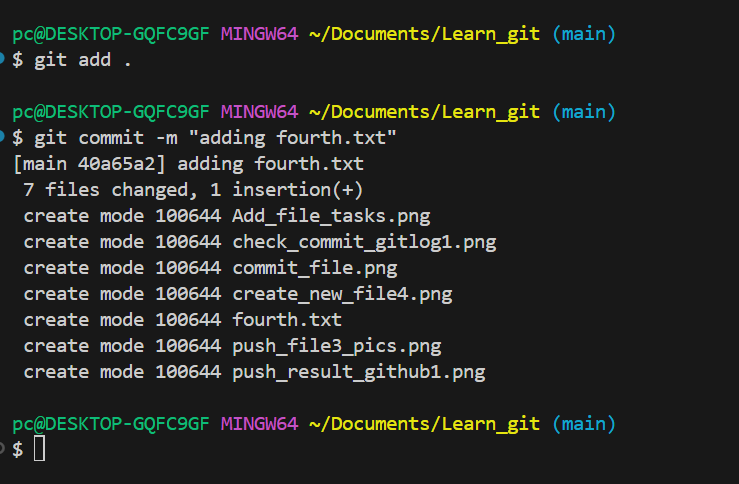 pc@DESKTOP-GQFC9GF MINGW64 ~/Documents/Learn_git (main)
$ git add .
pc@DESKTOP-GQFC9GF MINGW64 ~/Documents/Learn_git (main)
$ git commit -m "adding fourth.txt"
[main 40a65a2] adding fourth.txt
 7 files changed, 1 insertion(+)
 create mode 100644 Add_file_tasks.png
 create mode 100644 check_commit_gitlog1.png
 create mode 100644 commit_file.png
 create mode 100644 create_new_file4.png
 create mode 100644 fourth.txt
 create mode 100644 push_file3_pics.png
 create mode 100644 push_result_github1.png
pc@DESKTOP-GQFC9GF MINGW64 ~/Documents/Learn_git (main)
$